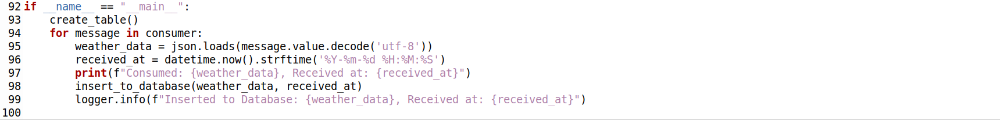 92 if __name__ == "__main__":
93     create_table()
94     for message in consumer:
95         weather_data = json.loads(message.value.decode('utf-8'))
96         received_at = datetime.now().strftime('%Y-%m-%d %H:%M:%S')
97         print(f"Consumed: {weather_data}, Received at: {received_at}")
98         insert_to_database(weather_data, received_at)
99         logger.info(f"Inserted to Database: {weather_data}, Received at: {received_at}")
100